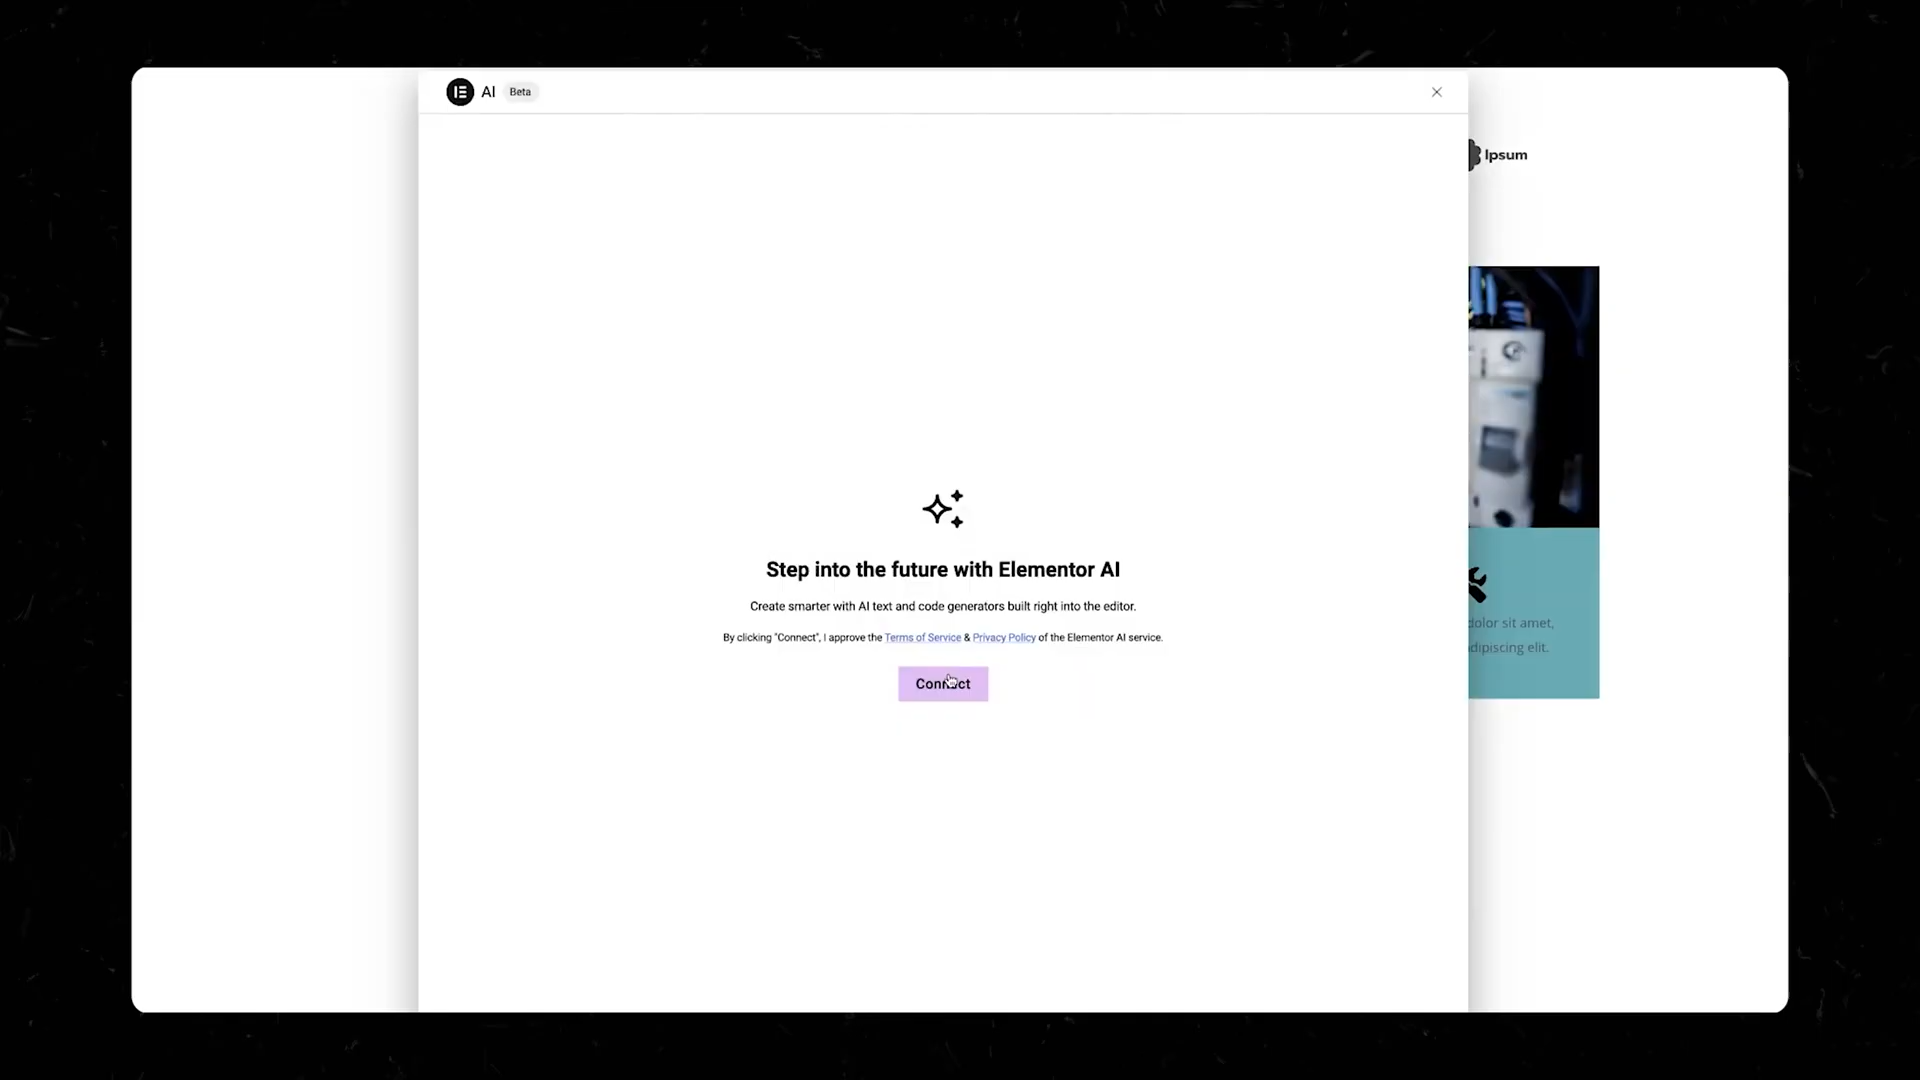 AI Beta
Ipsum
Step into the future with Elementor AI
Create smarter with AI text and code generators built right into the editor.
By clicking "Connect", I approve the Terms of Service & Privacy Policy of the Elementor AI service.
dolor sit amet,
adipiscing elit.
Connect